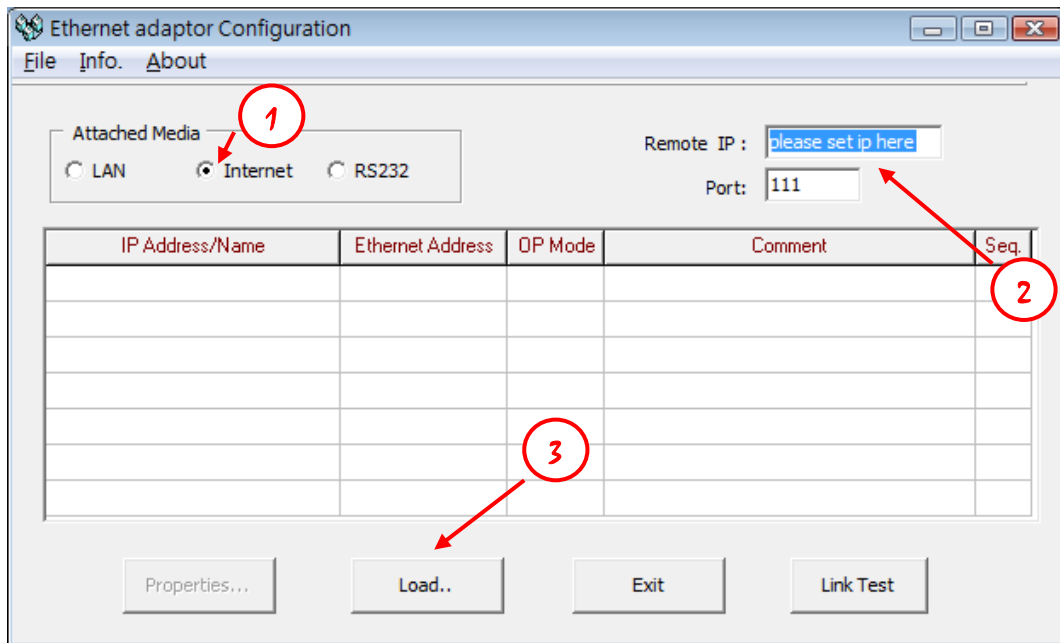 Ethernet adaptor Configuration
File Info. About
1
Attached Media
LAN Internet RS232
Remote IP :
please set ip here
Port:
111
IP Address/Name Ethernet Address OP Mode Comment Seq.
2
3
Properties... Load.. Exit Link Test